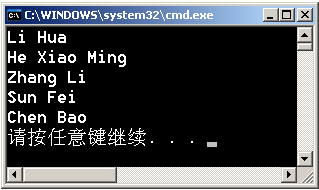 C:\WINDOWS\system32\cmd.exe
Li Hua
He Xiao Ming
Zhang Li
Sun Fei
Chen Bao
请按任意键继续. . .